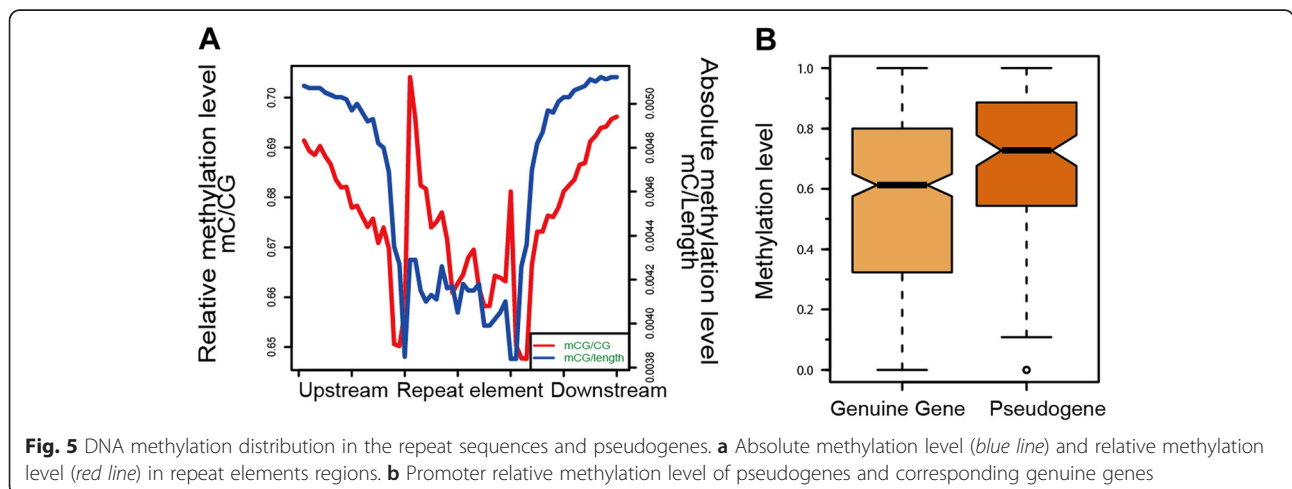 A
B
Relative methylation level
mC/CG
0.70
0.69
0.68
0.67
0.66
0.65
Absolute methylation level
mC/Length
0.0050
0.0048
0.0046
0.0044
0.0042
0.0040
0.0038
mCG/CG
mCG/length
Upstream Repeat element Downstream
Methylation level
1.0
0.8
0.6
0.4
0.2
0.0
Genuine Gene Pseudogene
Fig. 5 DNA methylation distribution in the repeat sequences and pseudogenes. a Absolute methylation level (blue line) and relative methylation
level (red line) in repeat elements regions. b Promoter relative methylation level of pseudogenes and corresponding genuine genes